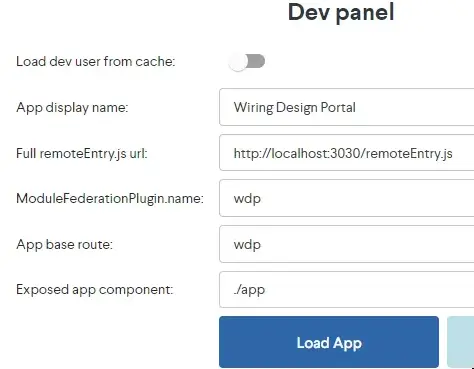 Dev panel
Load dev user from cache:
App display name: Wiring Design Portal
Full remoteEntry.js url: http://localhost:3030/remoteEntry.js
ModuleFederationPlugin.name: wdp
App base route: wdp
Exposed app component: ./app
Load App